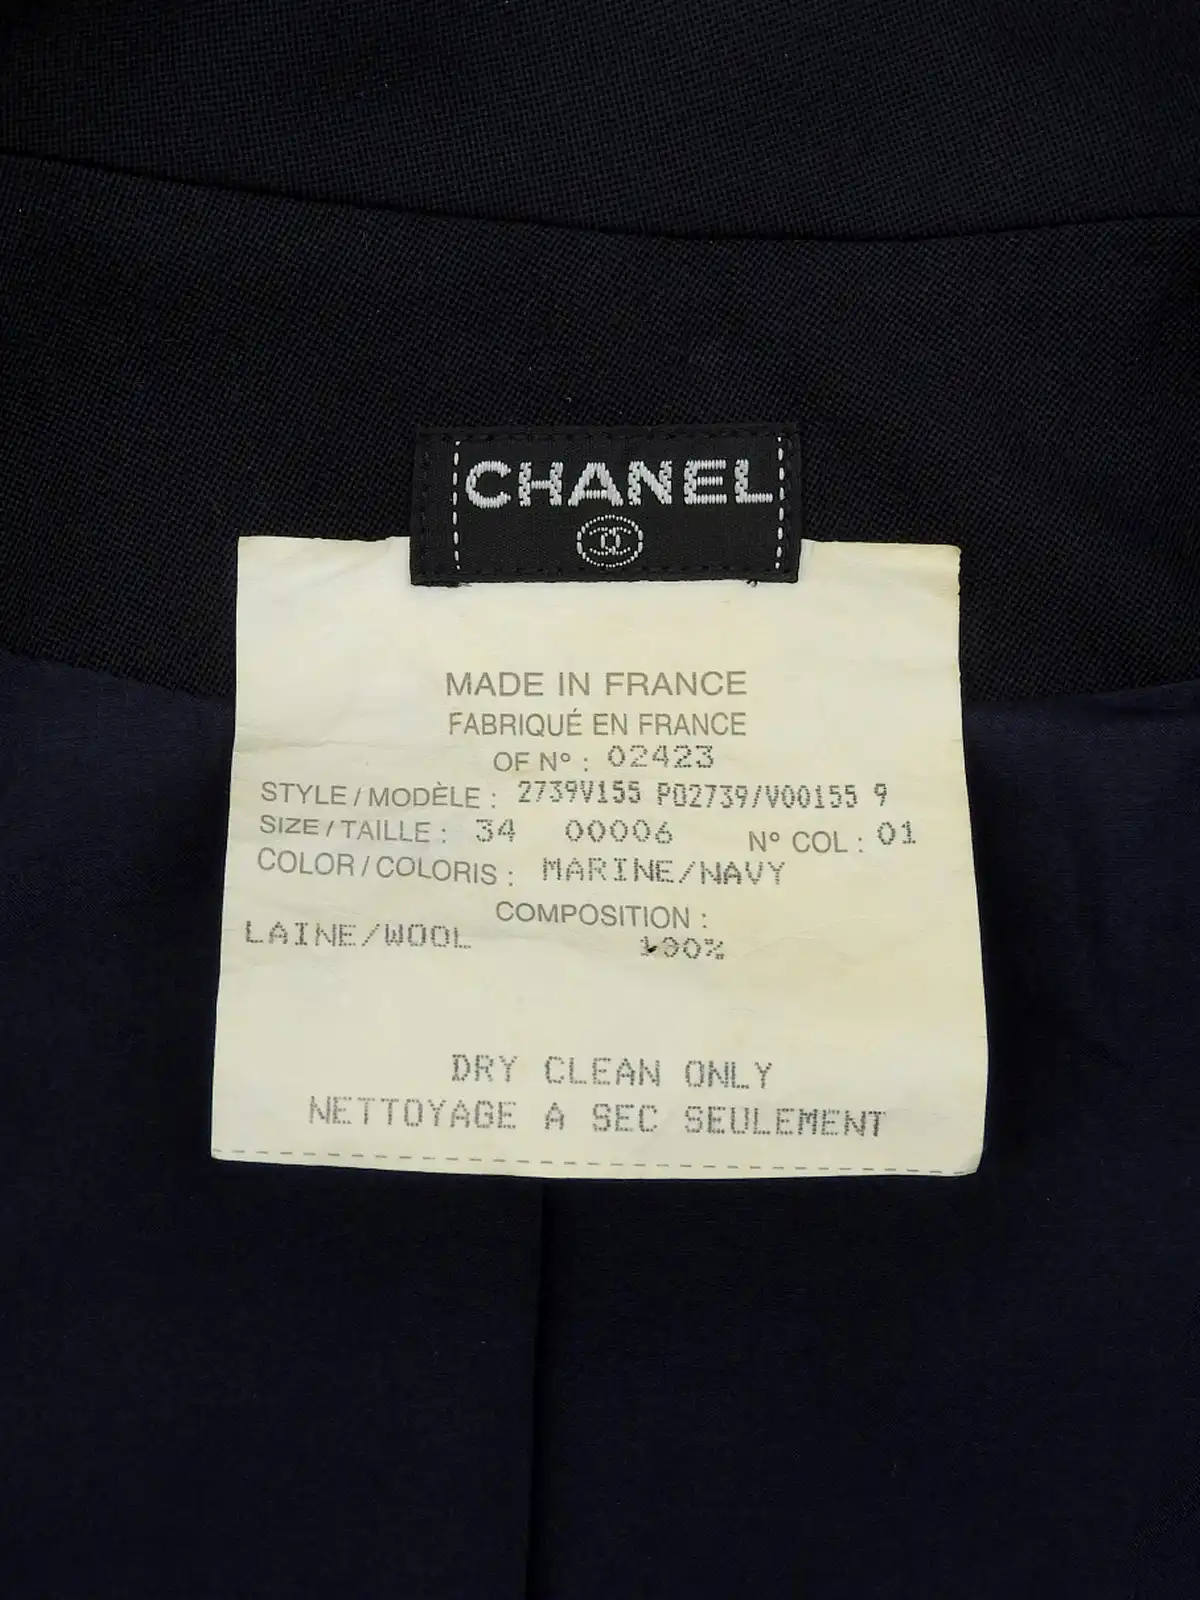 CHANEL
MADE IN FRANCE
FABRIQUÉ EN FRANCE
OF N° : 02423
STYLE / MODÈLE : 2739V155 P02739/V00155 9
SIZE / TAILLE : 34 00006 N° COL : 01
COLOR / COLORIS : MARINE/NAVY
COMPOSITION :
LAINE/WOOL 100%
DRY CLEAN ONLY
NETTOYAGE A SEC SEULEMENT